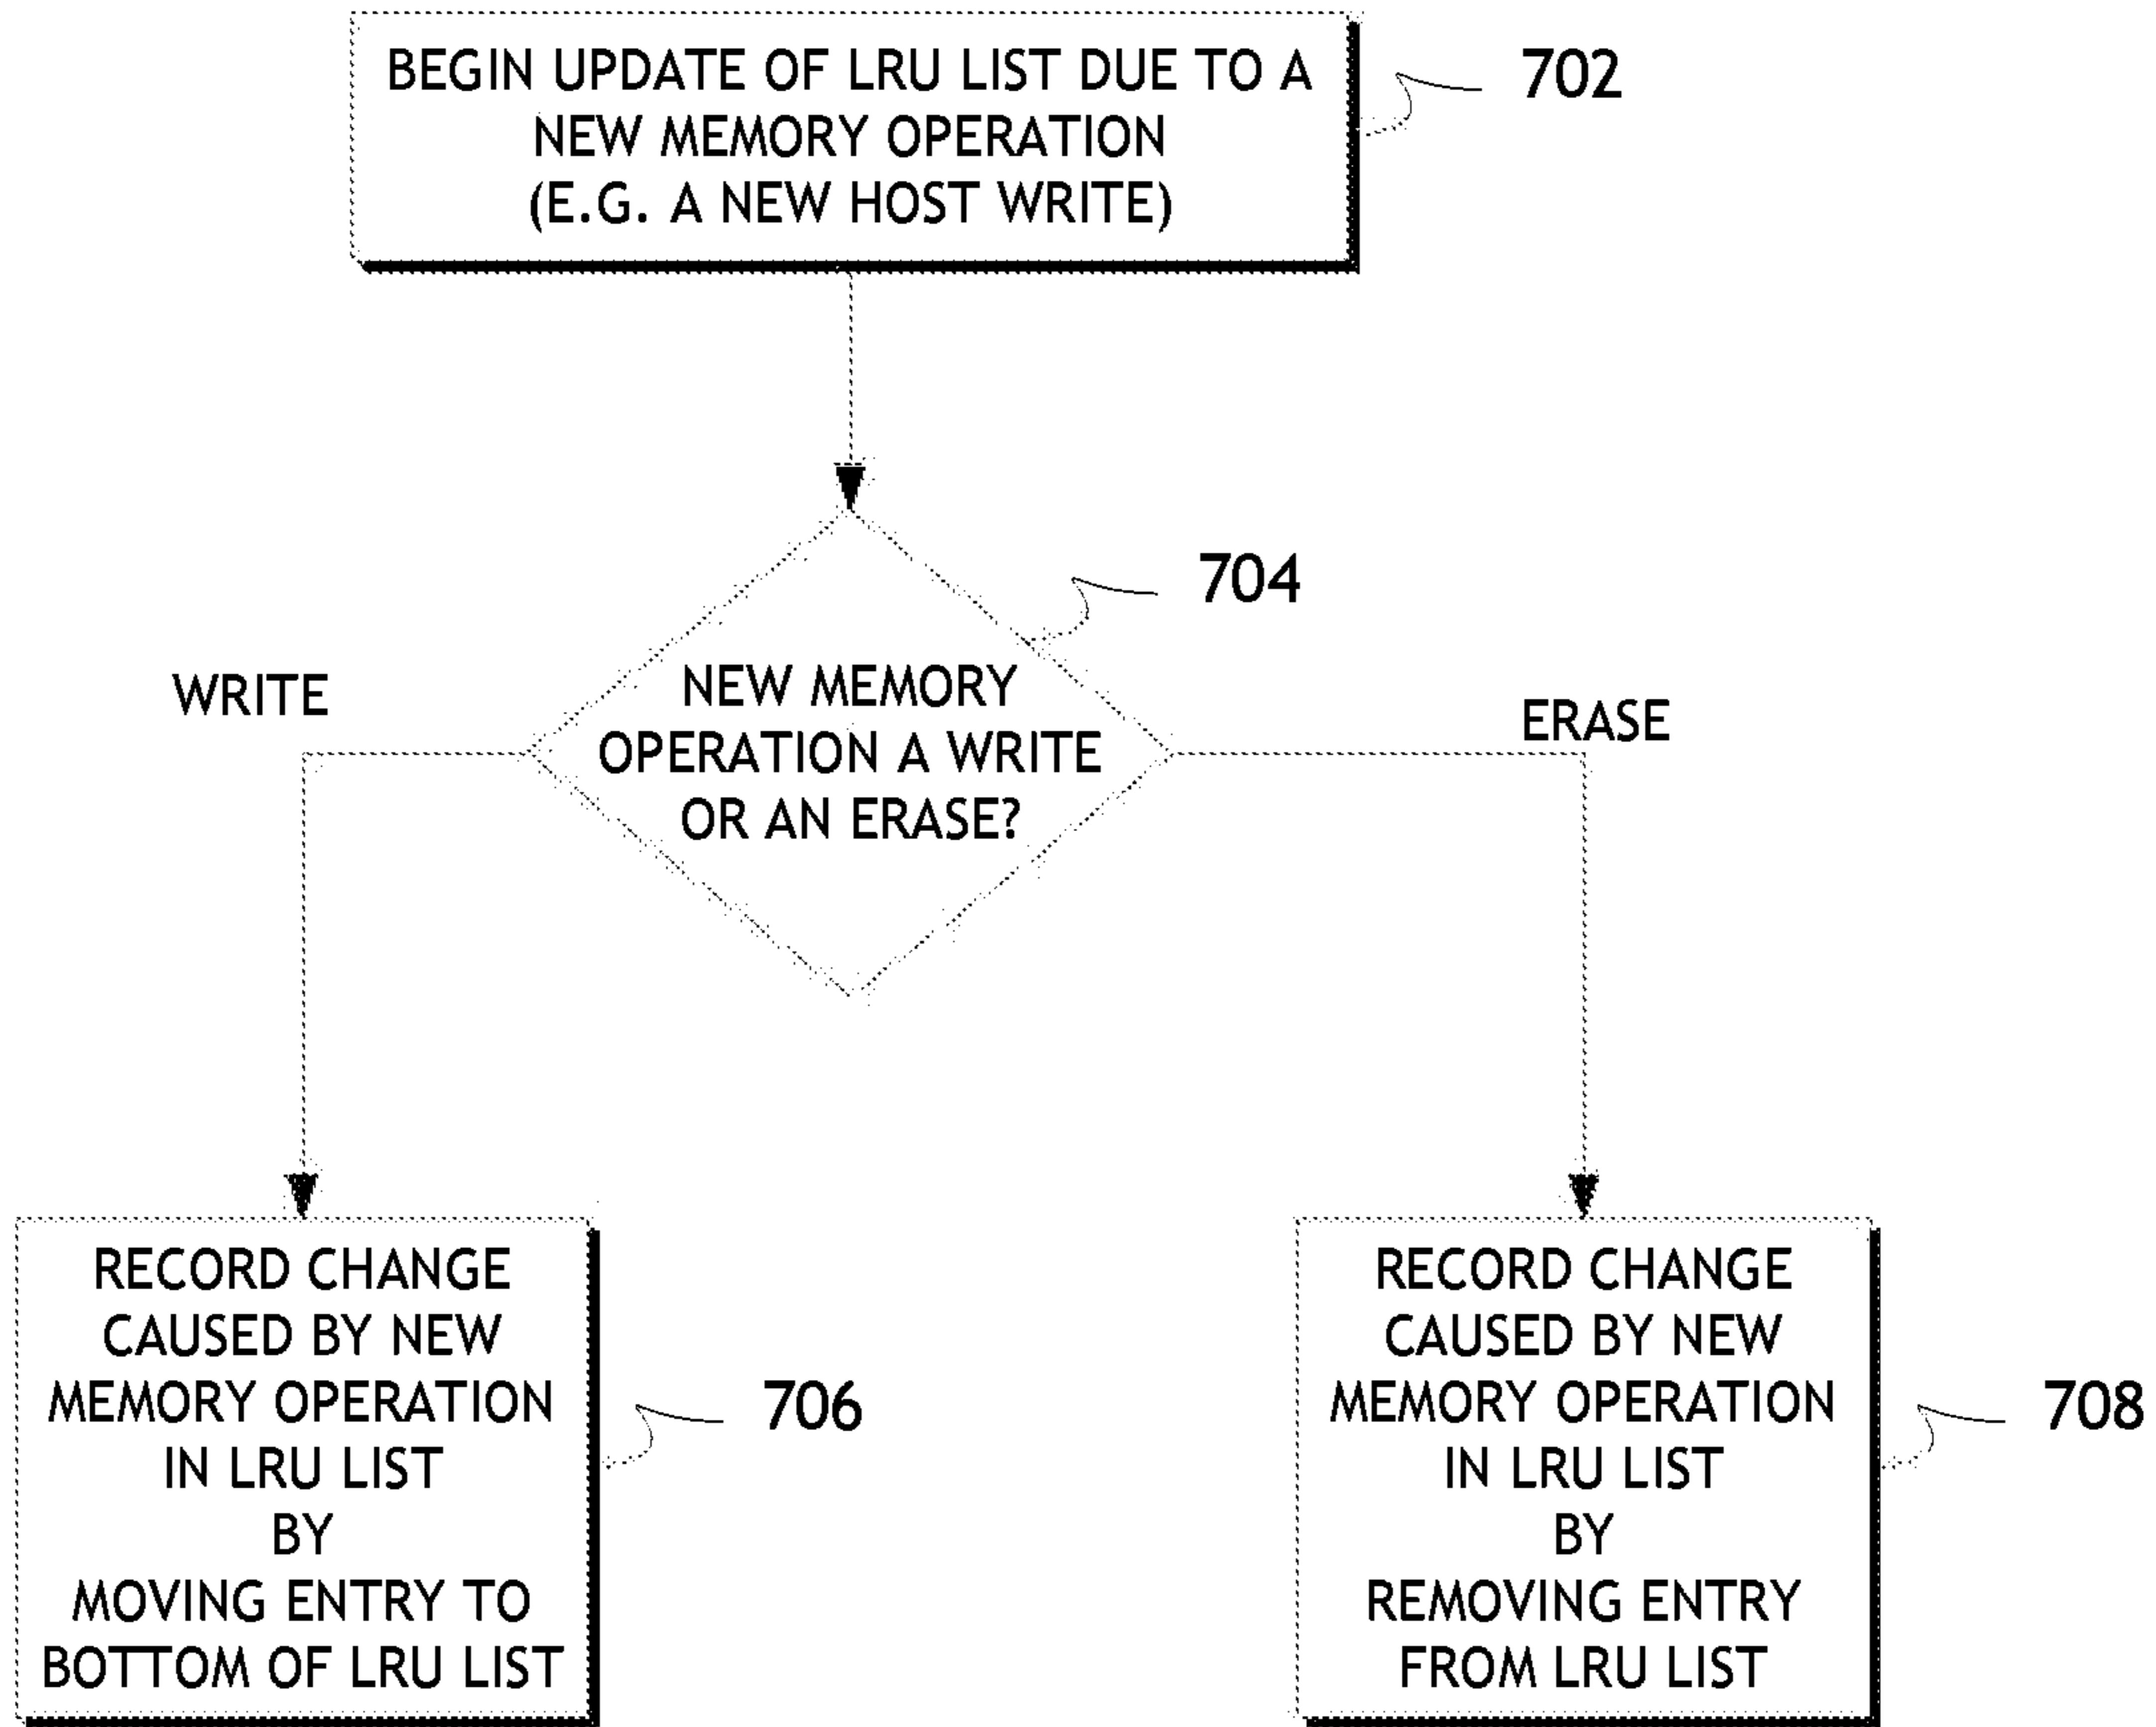 BEGIN UPDATE OF LRU LIST DUE TO A
NEW MEMORY OPERATION
(E.G. A NEW HOST WRITE)
702
704
NEW MEMORY
OPERATION A WRITE
OR AN ERASE?
WRITE
ERASE
RECORD CHANGE
CAUSED BY NEW
MEMORY OPERATION
IN LRU LIST
BY
MOVING ENTRY TO
BOTTOM OF LRU LIST
706
RECORD CHANGE
CAUSED BY NEW
MEMORY OPERATION
IN LRU LIST
BY
REMOVING ENTRY
FROM LRU LIST
708